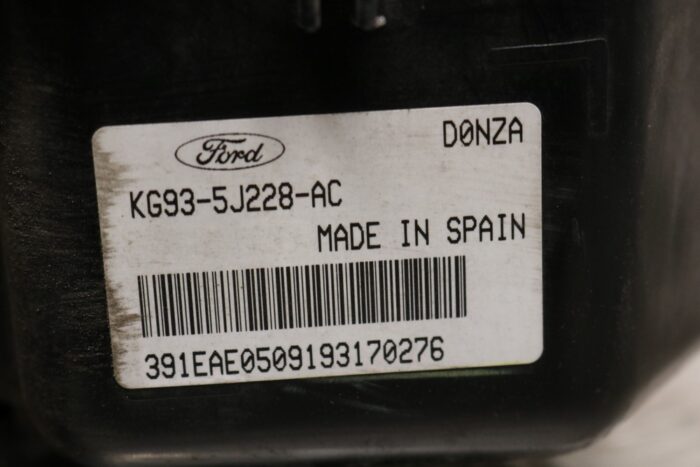 Ford
D0NZA
KG93-5J228-AC
MADE IN SPAIN
391EAE0509193170276